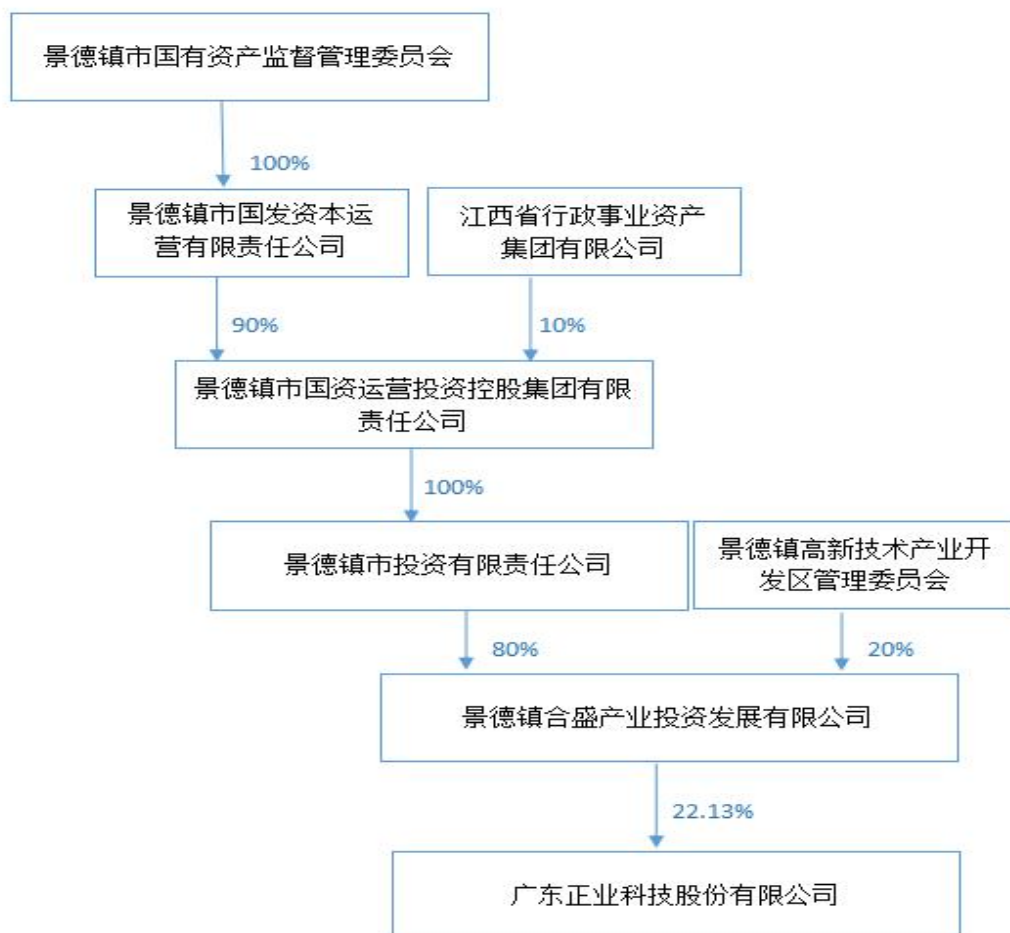 景德镇市国有资产监督管理委员会
100%
景德镇市国发资本运
营有限责任公司
江西省行政事业资产
集团有限公司
90%
10%
景德镇市国资运营投资控股集团有限
责任公司
100%
景德镇市投资有限责任公司
景德镇高新技术产业开
发区管理委员会
80%
20%
景德镇合盛产业投资发展有限公司
22.13%
广东正业科技股份有限公司